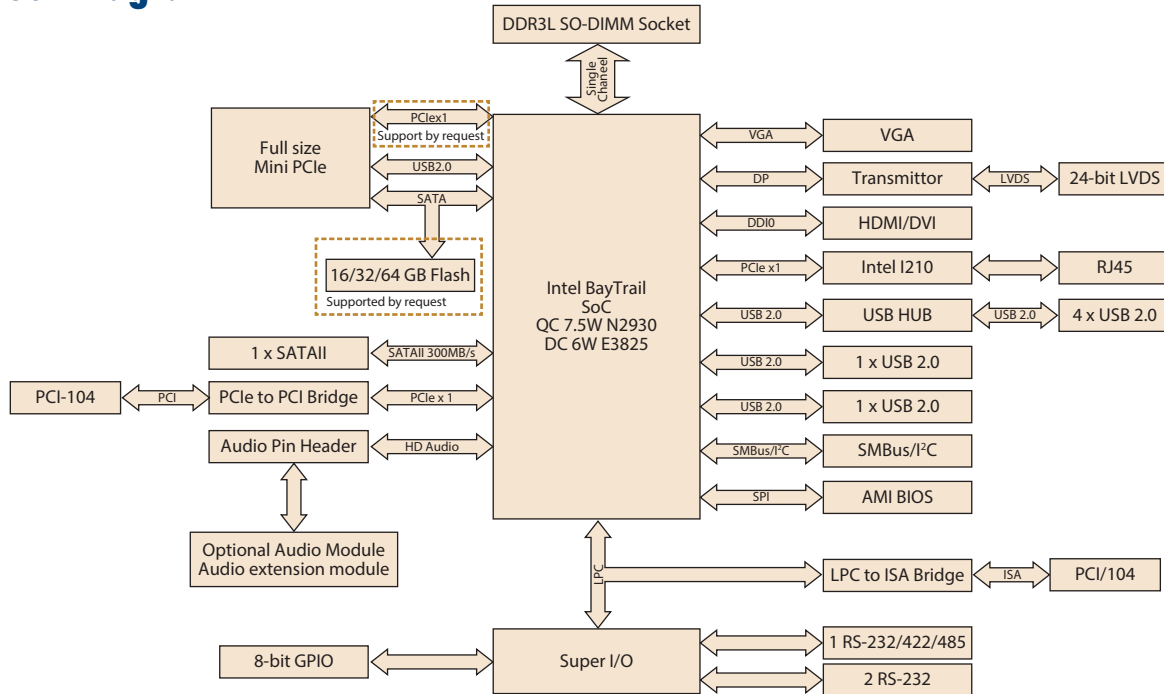 DDR3L SO-DIMM Socket
Single
Channel
Full size
Mini PCIe
PCIex1
Support by request
USB2.0
SATA
16/32/64 GB Flash
Supported by request
1 x SATAII
SATAII 300MB/s
PCI-104
PCI
PCIe to PCI Bridge
PCIe x 1
Audio Pin Header
HD Audio
Optional Audio Module
Audio extension module
Intel BayTrail
SoC
QC 7.5W N2930
DC 6W E3825
VGA
VGA
DP
Transmittor
LVDS
24-bit LVDS
DDI0
HDMI/DVI
PCIe x1
Intel I210
RJ45
USB 2.0
USB HUB
USB 2.0
4 x USB 2.0
USB 2.0
1 x USB 2.0
USB 2.0
1 x USB 2.0
SMBus/I²C
SMBus/I²C
SPI
AMI BIOS
LPC
LPC to ISA Bridge
ISA
PCI/104
8-bit GPIO
Super I/O
1 RS-232/422/485
2 RS-232